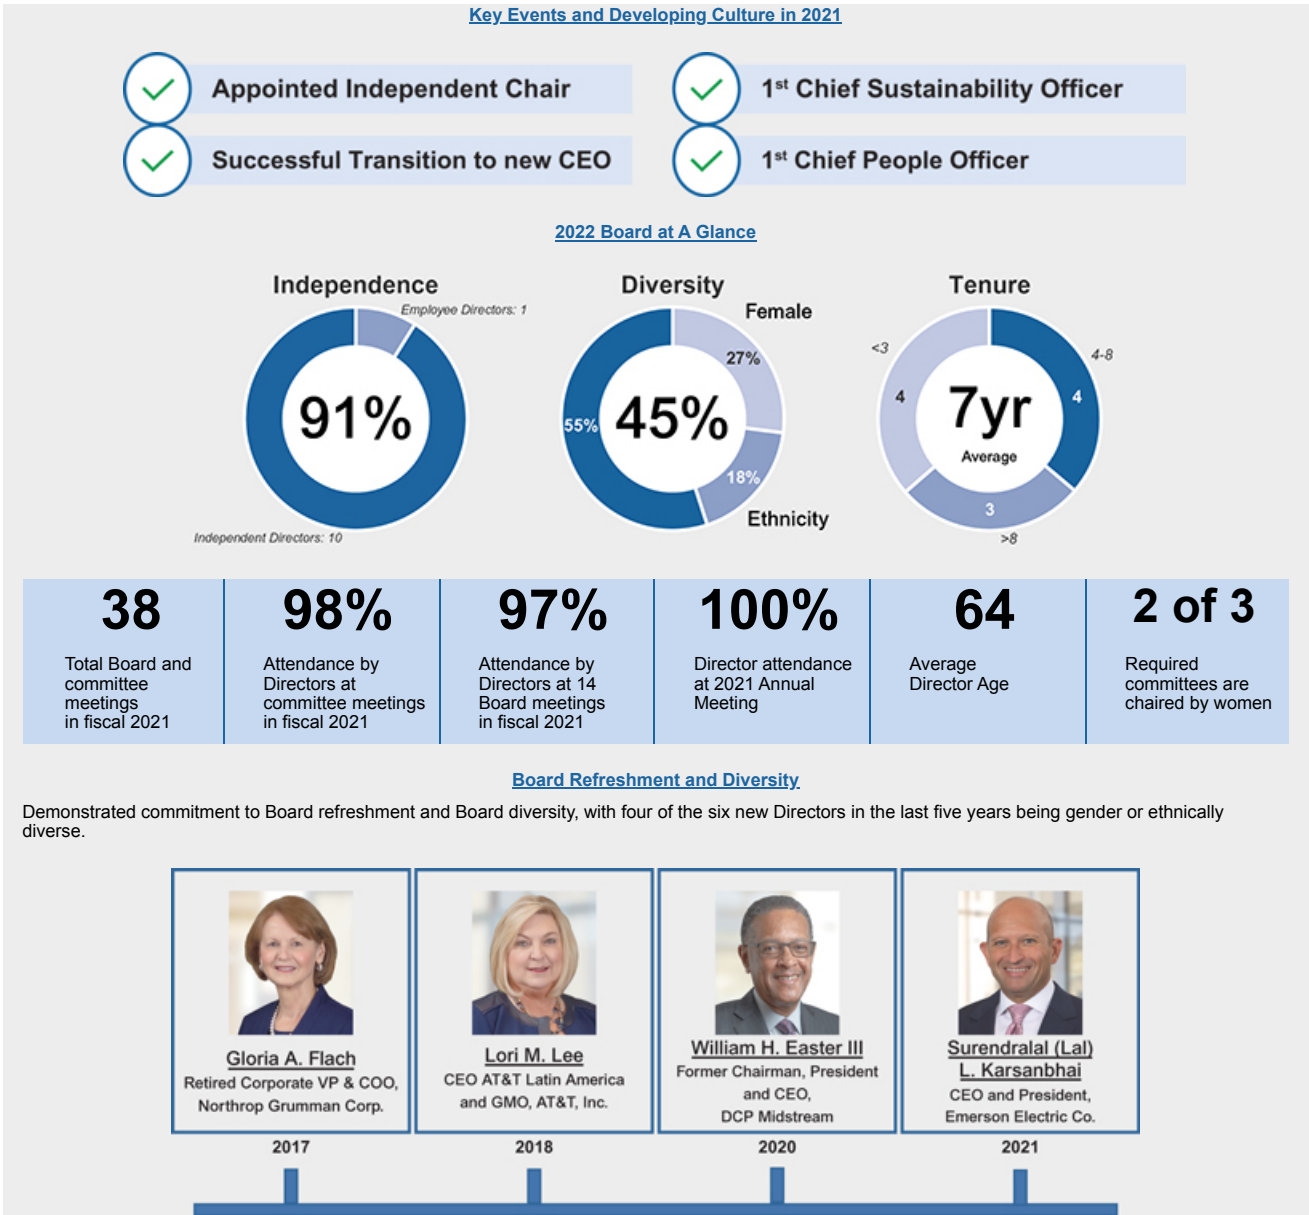 Key Events and Developing Culture in 2021
Appointed Independent Chair
1st Chief Sustainability Officer
Successful Transition to new CEO
1st Chief People Officer
2022 Board at A Glance
Independence
Employee Directors: 1
91%
Independent Directors: 10
Diversity
Female
27%
55%
45%
18%
Ethnicity
Tenure
<3
4-8
4
7yr
4
Average
3
>8
38
Total Board and
committee
meetings
in fiscal 2021
98%
Attendance by
Directors at
committee meetings
in fiscal 2021
97%
Attendance by
Directors at 14
Board meetings
in fiscal 2021
100%
Director attendance
at 2021 Annual
Meeting
64
Average
Director Age
2 of 3
Required
committees are
chaired by women
Board Refreshment and Diversity
Demonstrated commitment to Board refreshment and Board diversity, with four of the six new Directors in the last five years being gender or ethnically
diverse.
Gloria A. Flach
Retired Corporate VP & COO,
Northrop Grumman Corp.
2017
Lori M. Lee
CEO AT&T Latin America
and GMO, AT&T, Inc.
2018
William H. Easter III
Former Chairman, President
and CEO,
DCP Midstream
2020
Surendralal (Lal)
L. Karsanbhai
CEO and President,
Emerson Electric Co.
2021